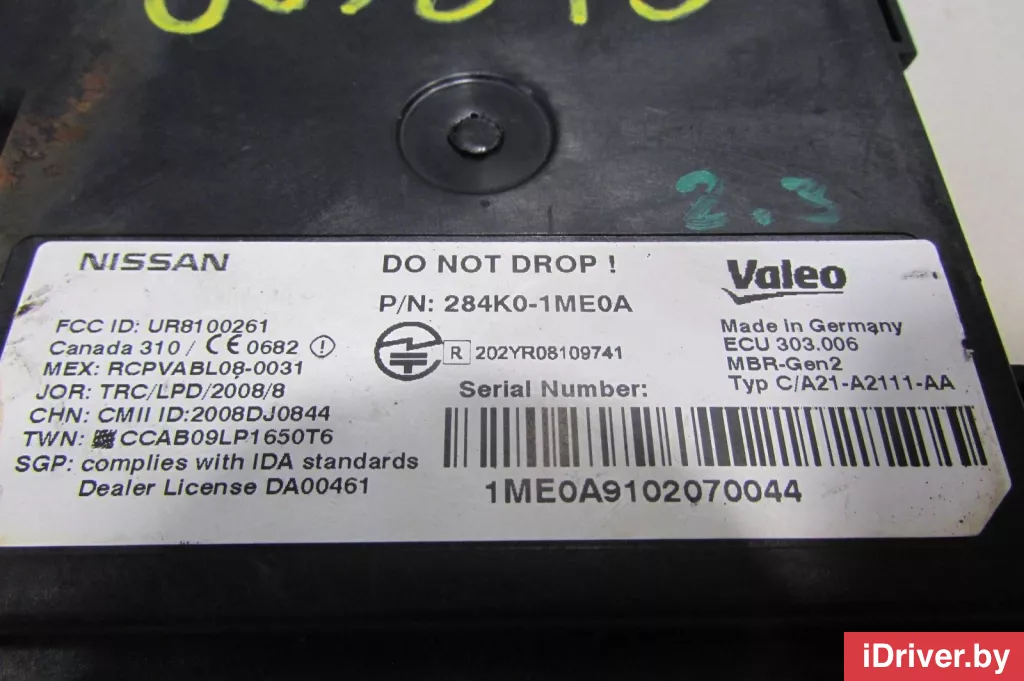 2.3
NISSAN
DO NOT DROP !
Valeo
P/N: 284K0-1ME0A
FCC ID: UR8100261
Canada 310 / CE 0682
MEX: RCPVABL08-0031
JOR: TRC/LPD/2008/8
CHN: CMII ID:2008DJ0844
TWN: CCAB09LP1650T6
SGP: complies with IDA standards
Dealer License DA00461
R 202YR08109741
Serial Number:
1ME0A9102070044
Made in Germany
ECU 303.006
MBR-Gen2
Typ C/A21-A2111-AA
iDriver.by